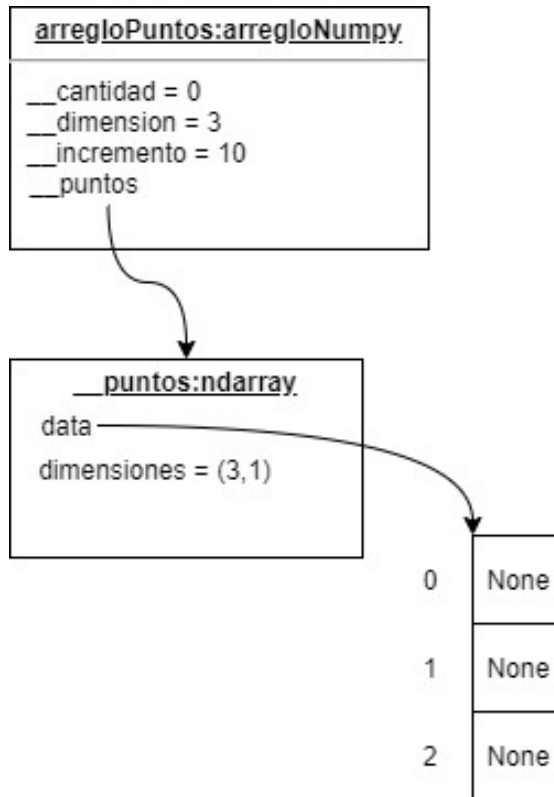 arregloPuntos:arregloNumpy
__cantidad = 0
__dimension = 3
__incremento = 10
__puntos
__puntos:ndarray
data
dimensiones = (3,1)
0 None
1 None
2 None